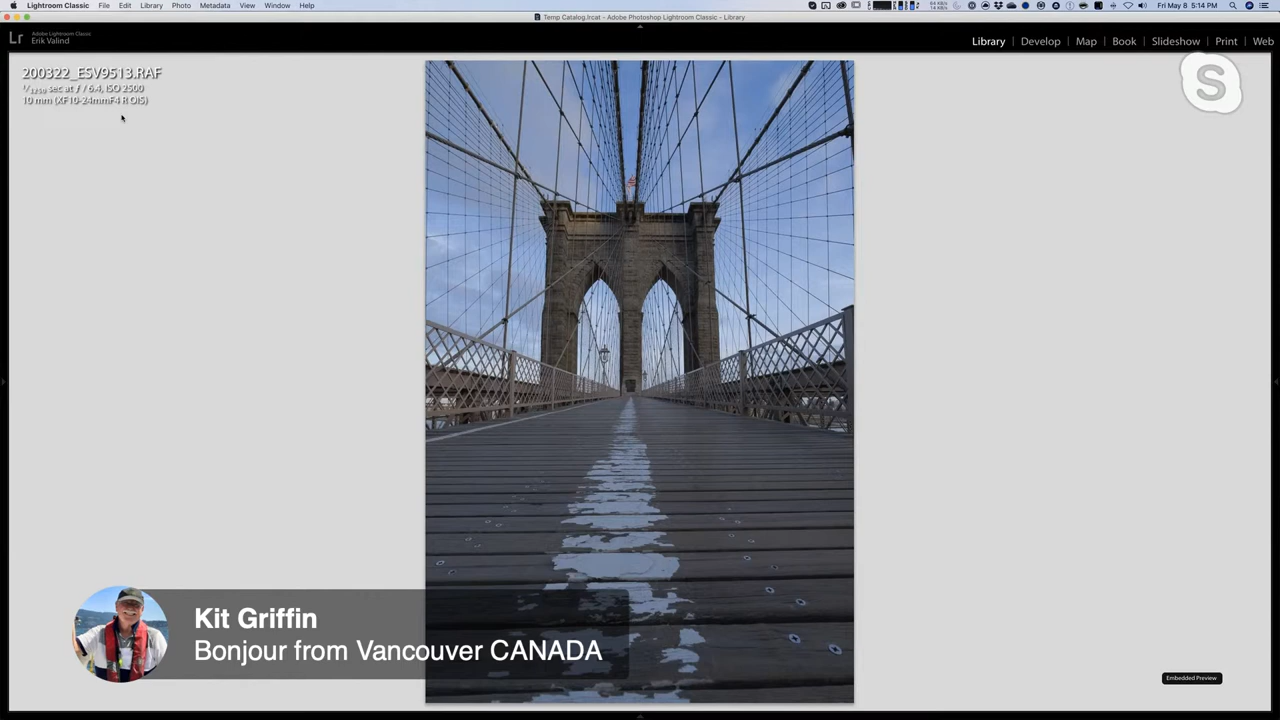 Lightroom Classic File Edit Library Photo Metadata View Window Help
Fri May 8 5:14 PM
Temp Catalog.lrcat - Adobe Photoshop Lightroom Classic - Library
Lr
Adobe Lightroom Classic
Erik Valind
Library | Develop | Map | Book | Slideshow | Print | Web
200322_ESV9513.RAF
sec at ƒ / 6.4, ISO 2500
10 mm (XF10-24mmF4 R OIS)
S
Kit Griffin
Bonjour from Vancouver CANADA
Embedded Preview